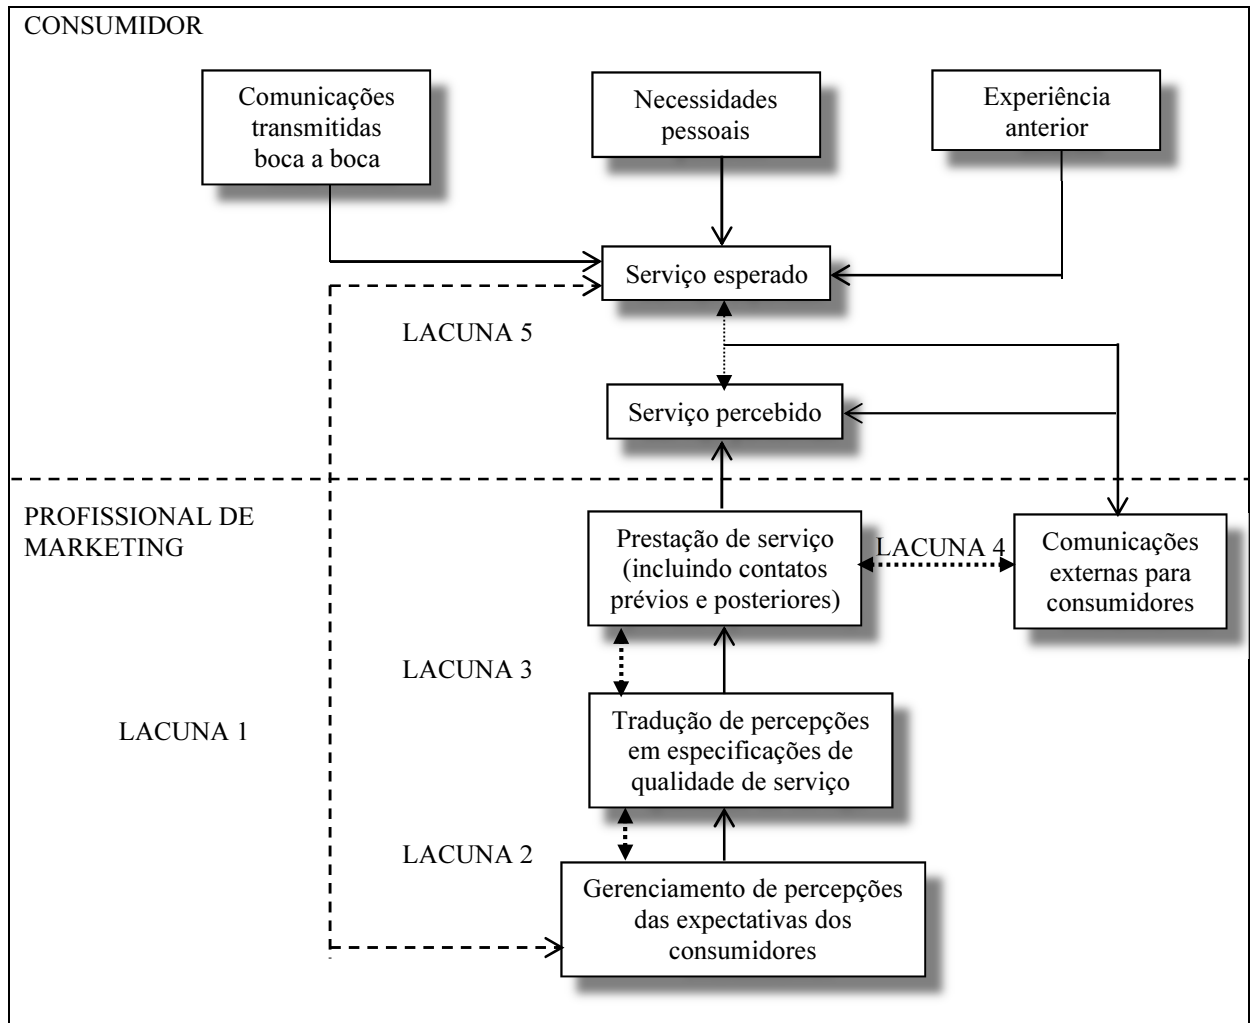 CONSUMIDOR
Comunicações
transmitidas
boca a boca
Necessidades
pessoais
Experiência
anterior
Serviço esperado
LACUNA 5
Serviço percebido
PROFISSIONAL DE
MARKETING
Prestação de serviço
(incluindo contatos
prévios e posteriores)
LACUNA 4
Comunicações
externas para
consumidores
LACUNA 3
LACUNA 1
Tradução de percepções
em especificações de
qualidade de serviço
LACUNA 2
Gerenciamento de percepções
das expectativas dos
consumidores